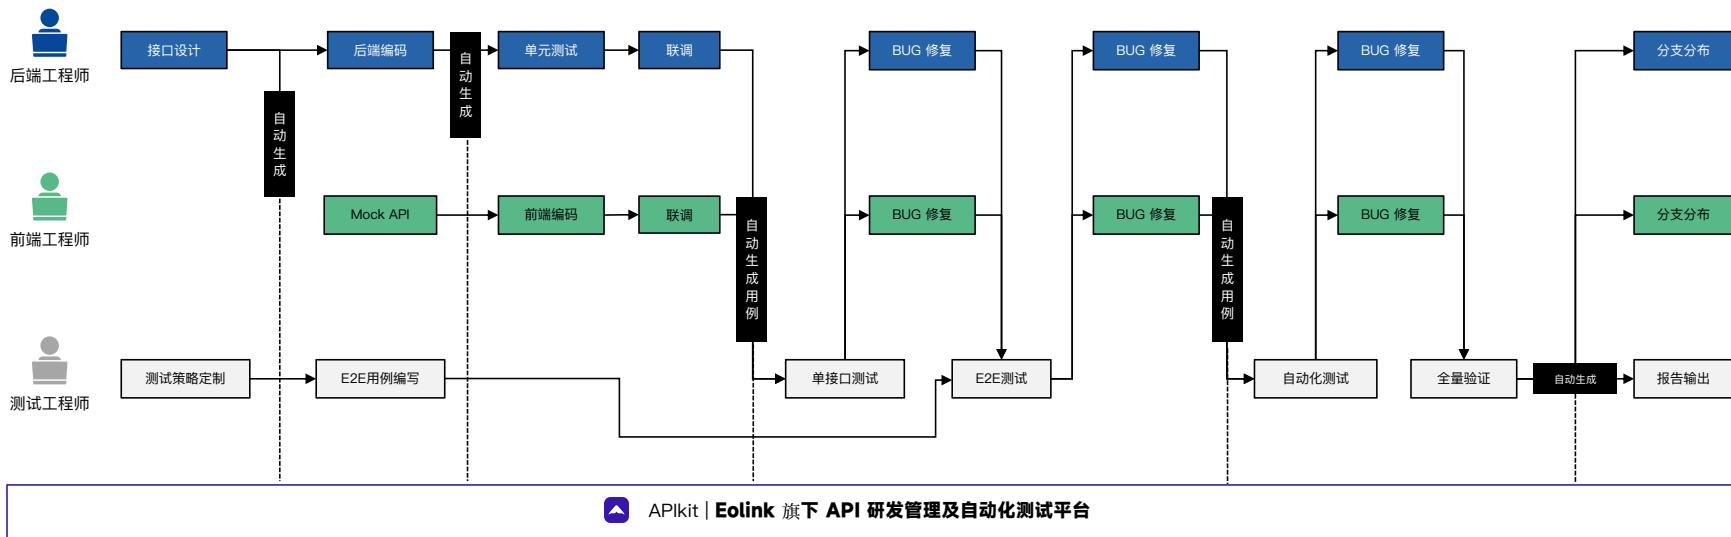 后端工程师
接口设计
后端编码
自动生成
单元测试
联调
BUG 修复
BUG 修复
BUG 修复
分支分布
自动生成
前端工程师
Mock API
前端编码
联调
自动生成用例
BUG 修复
BUG 修复
自动生成用例
BUG 修复
分支分布
测试工程师
测试策略定制
E2E用例编写
单接口测试
E2E测试
自动化测试
全量验证
自动生成
报告输出
APIkit | Eolink 旗下 API 研发管理及自动化测试平台